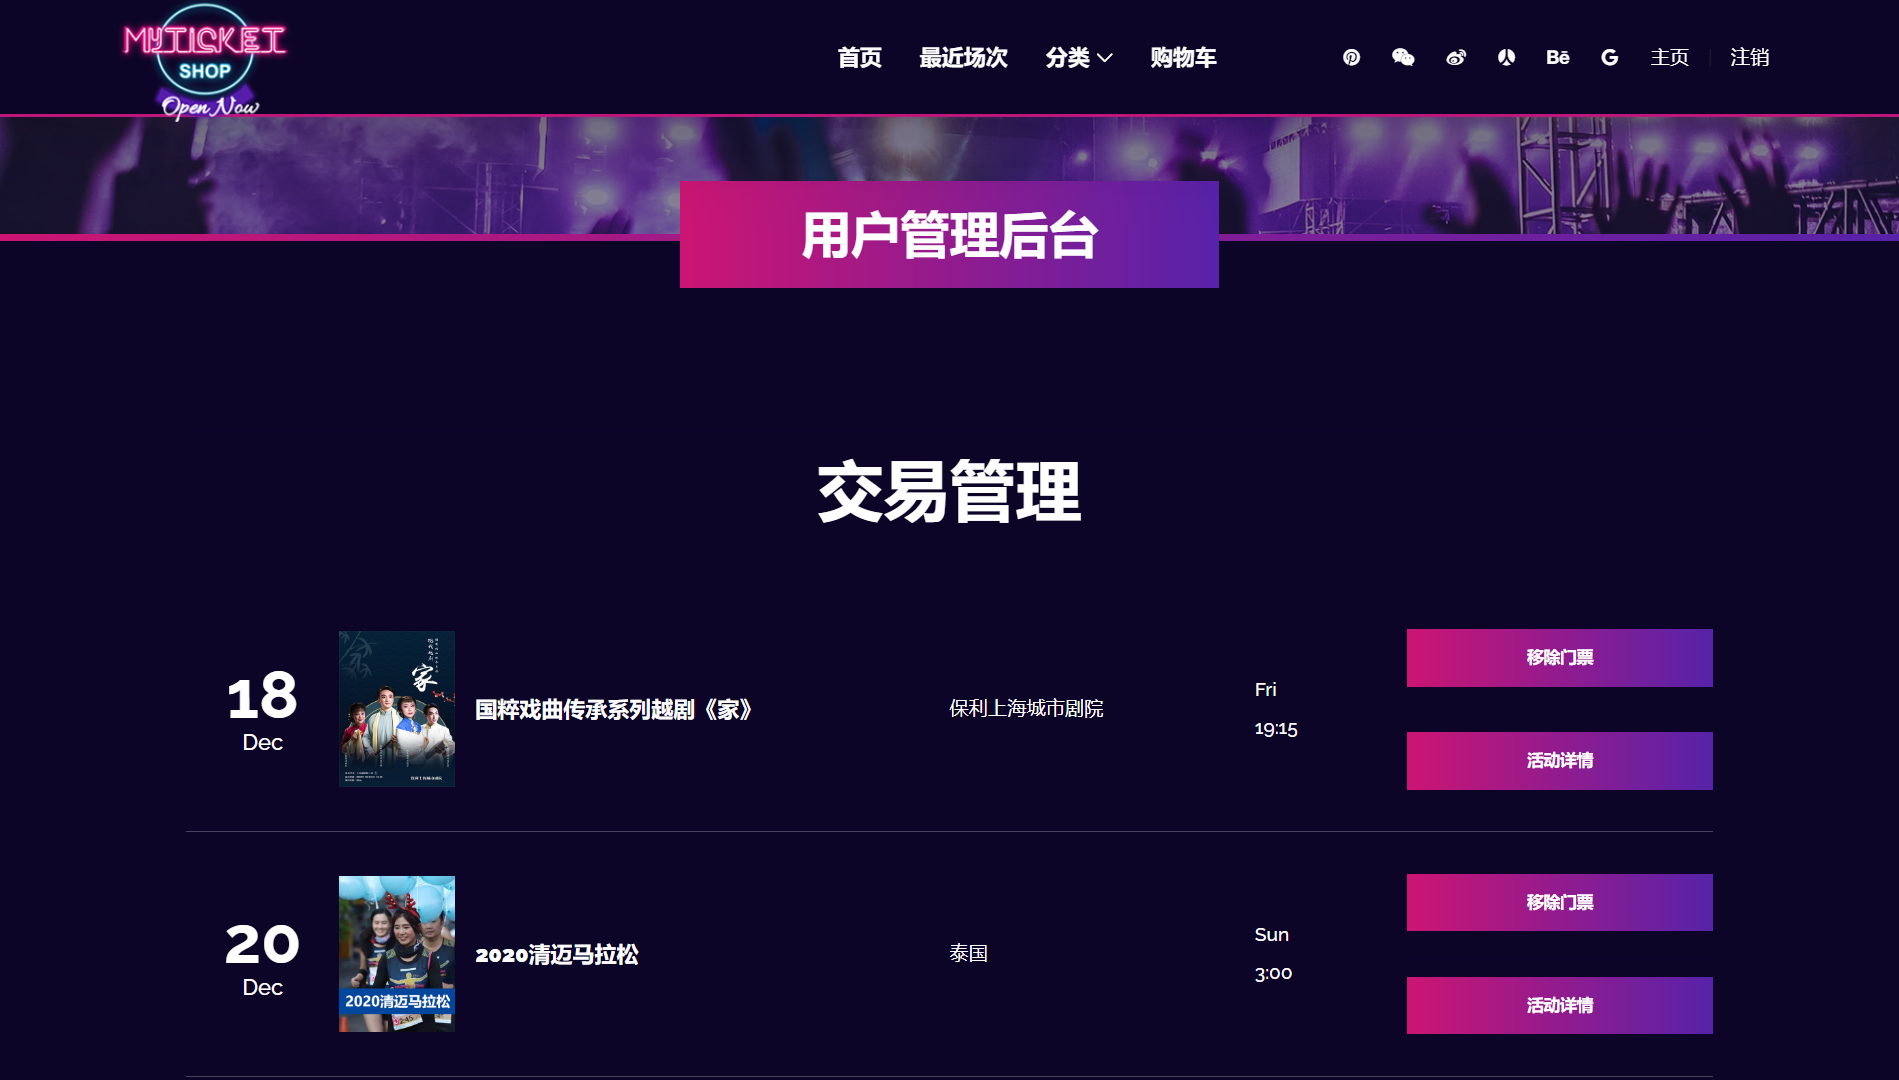 MYTICKET
SHOP
Open Now
首页 最近场次 分类 购物车 Bē G 主页 注销
用户管理后台
交易管理
18
Dec
家
国粹戏曲传承系列越剧《家》
保利上海城市剧院
Fri
19:15
移除门票
活动详情
20
Dec
2020清迈马拉松
2020清迈马拉松
泰国
Sun
3:00
移除门票
活动详情